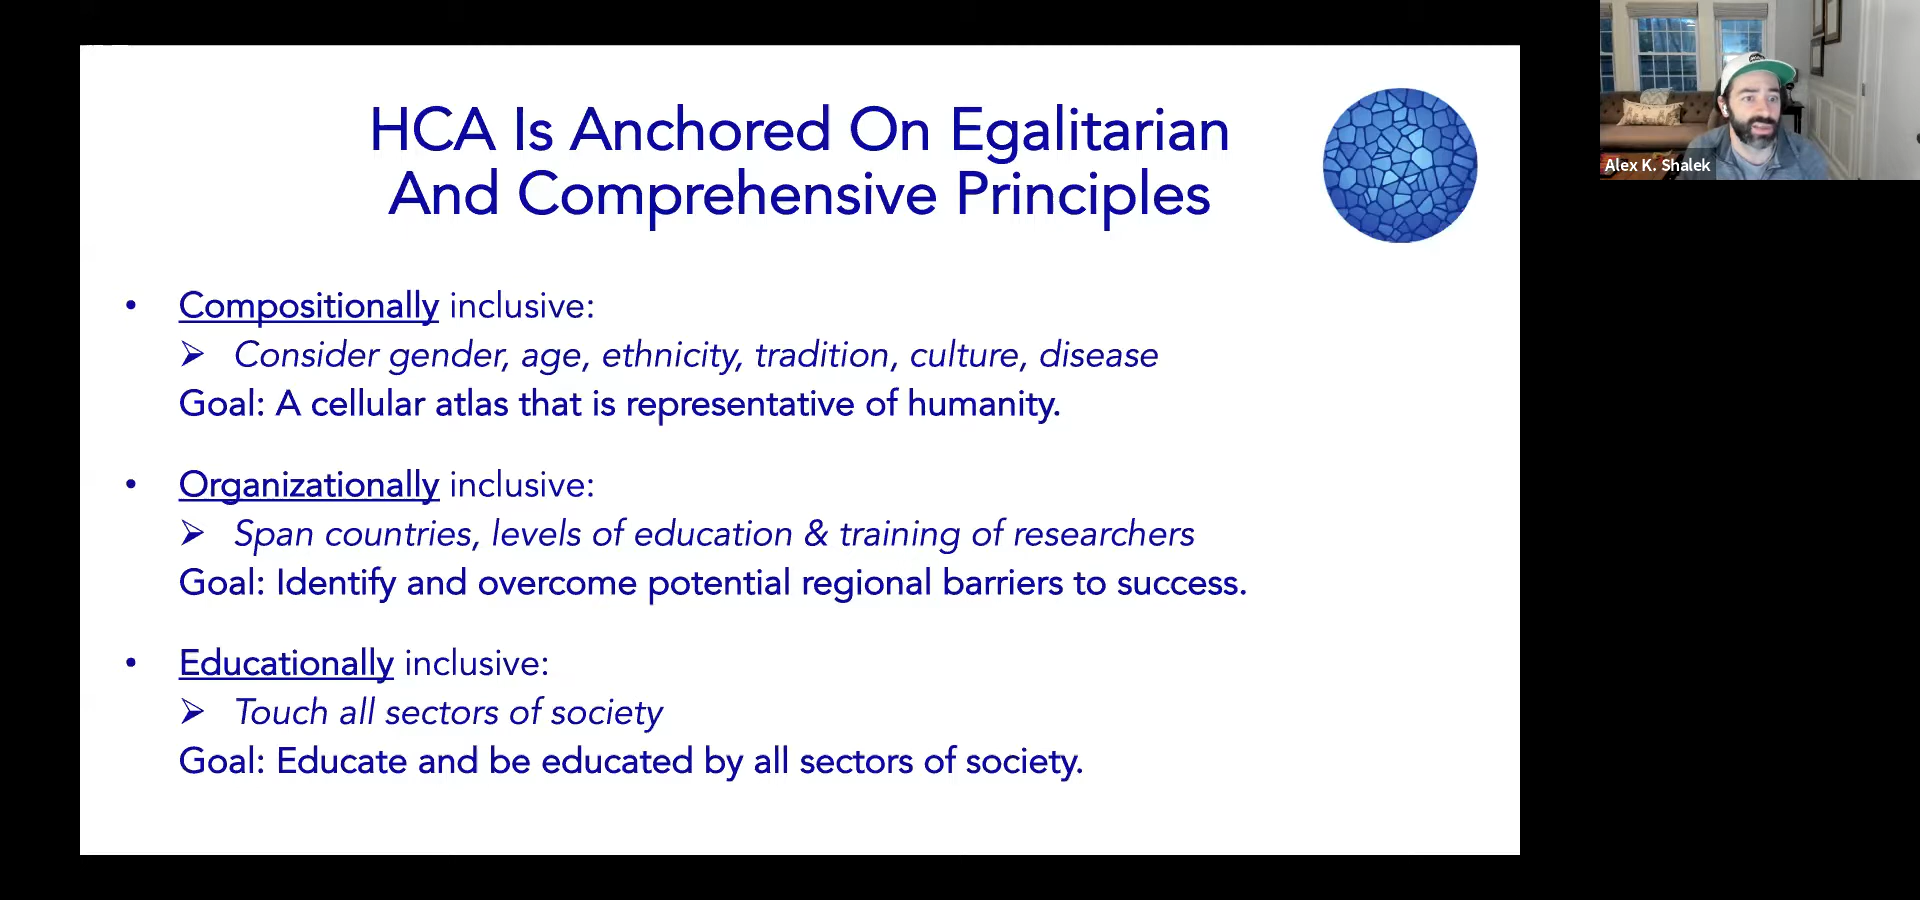 HCA Is Anchored On Egalitarian
And Comprehensive Principles
• Compositionally inclusive:
➢ Consider gender, age, ethnicity, tradition, culture, disease
Goal: A cellular atlas that is representative of humanity.
• Organizationally inclusive:
➢ Span countries, levels of education & training of researchers
Goal: Identify and overcome potential regional barriers to success.
• Educationally inclusive:
➢ Touch all sectors of society
Goal: Educate and be educated by all sectors of society.
Alex K. Shalek